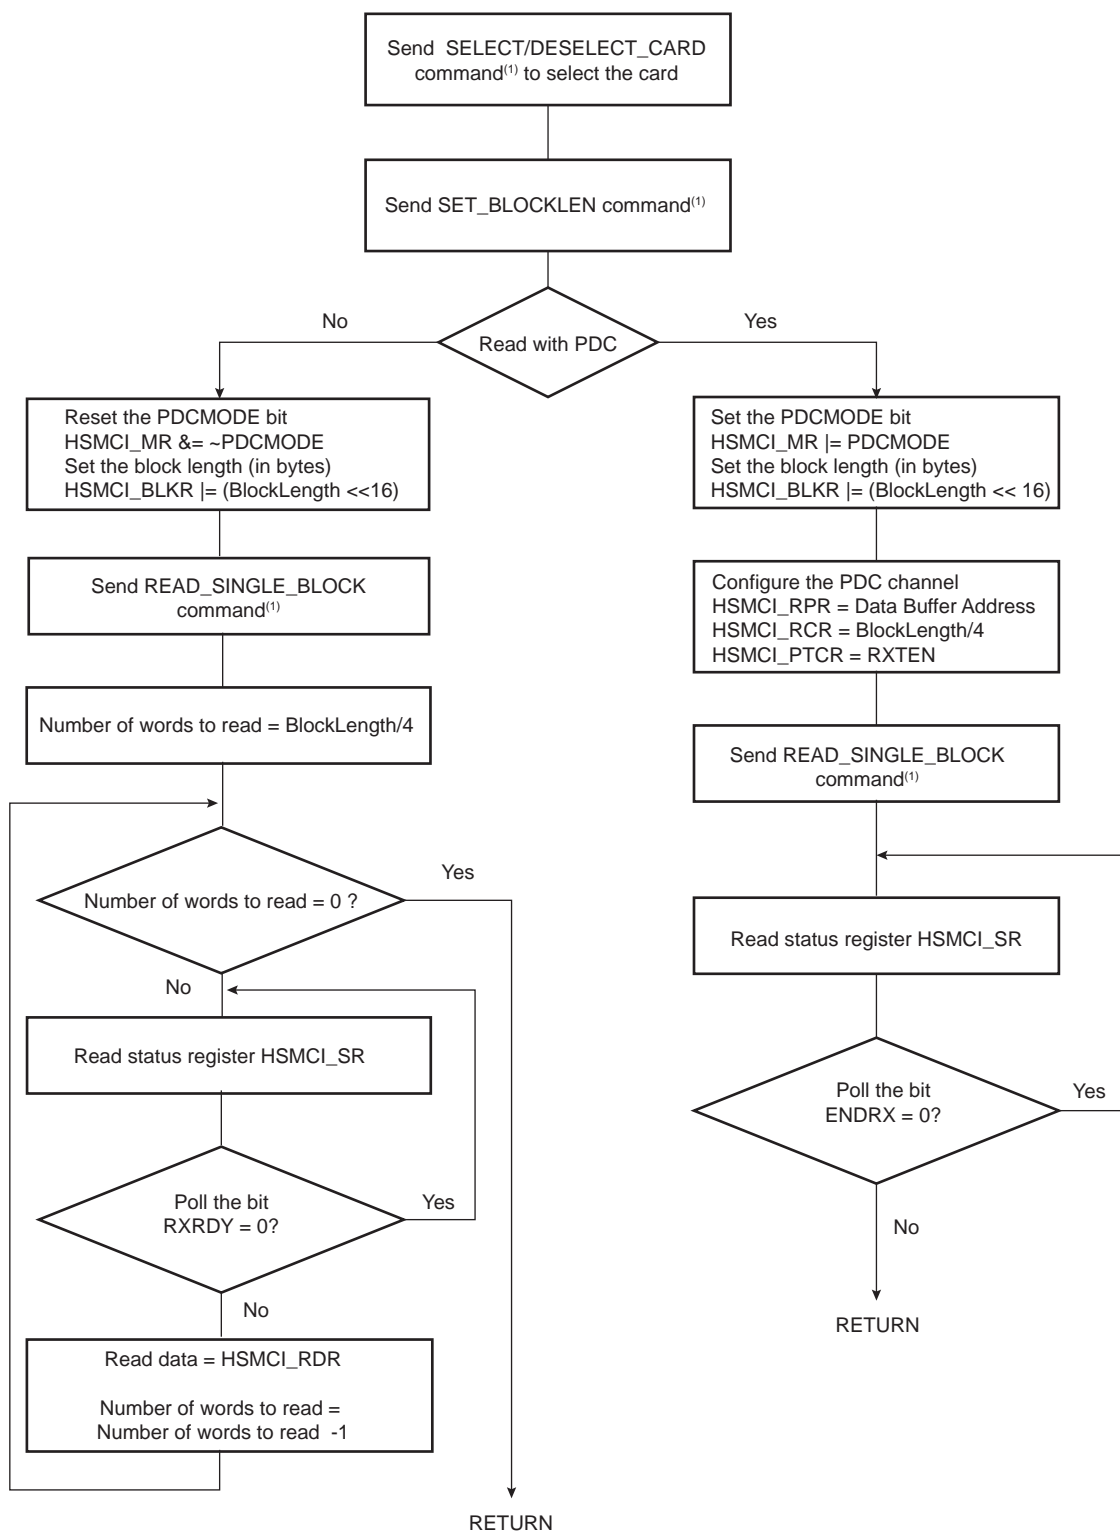 Send SELECT/DESELECT_CARD
command(1) to select the card
Send SET_BLOCKLEN command(1)
Read with PDC
No
Yes
Reset the PDCMODE bit
HSMCI_MR &= ~PDCMODE
Set the block length (in bytes)
HSMCI_BLKR |= (BlockLength <<16)
Send READ_SINGLE_BLOCK
command(1)
Number of words to read = BlockLength/4
Number of words to read = 0 ?
Yes
No
Read status register HSMCI_SR
Poll the bit
RXRDY = 0?
Yes
No
Read data = HSMCI_RDR
Number of words to read =
Number of words to read -1
RETURN
Set the PDCMODE bit
HSMCI_MR |= PDCMODE
Set the block length (in bytes)
HSMCI_BLKR |= (BlockLength << 16)
Configure the PDC channel
HSMCI_RPR = Data Buffer Address
HSMCI_RCR = BlockLength/4
HSMCI_PTCR = RXTEN
Send READ_SINGLE_BLOCK
command(1)
Read status register HSMCI_SR
Poll the bit
ENDRX = 0?
Yes
No
RETURN